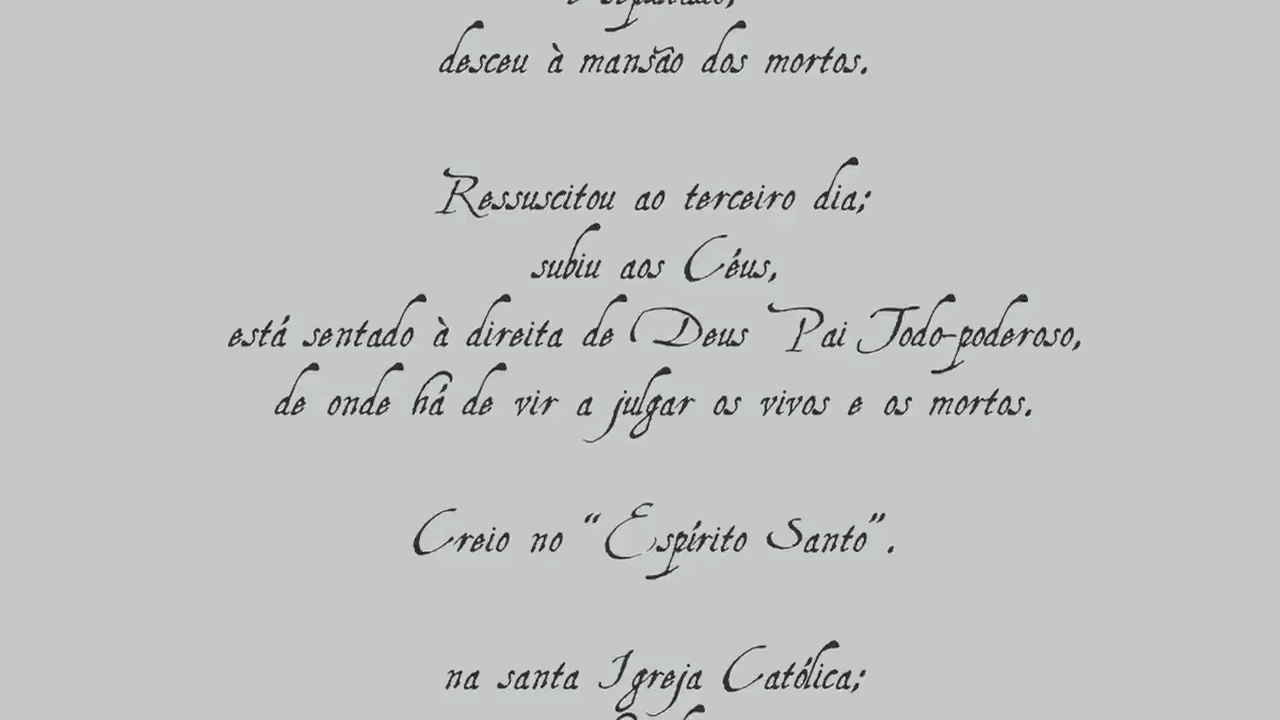 desceu à mansão dos mortos.
Ressuscitou ao terceiro dia;
subiu aos Céus,
está sentado à direita de Deus Pai Todo-poderoso,
de onde há de vir a julgar os vivos e os mortos.
Creio no “Espírito Santo”.
na santa Igreja Católica;